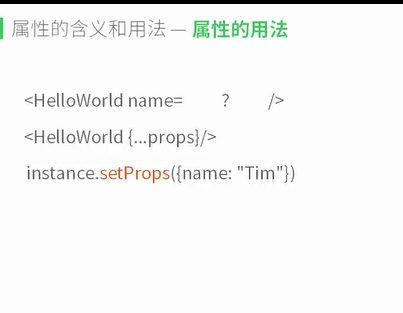 属性的含义和用法 — 属性的用法
<HelloWorld name= ? />
<HelloWorld {...props}/>
instance.setProps({name: "Tim"})